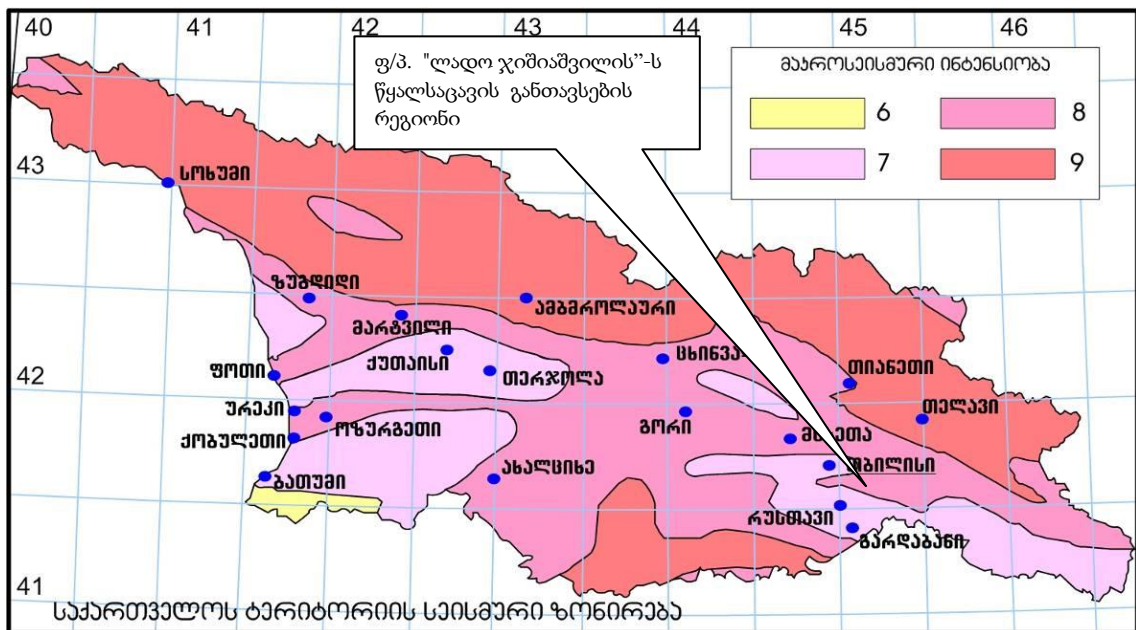 40 41 42 43 44 45 46
ფ/პ. "ლადო ჯიშიაშვილის”-ს
წყალსაცავის განთავსების
რეგიონი
მაკროსეისმური ინტენსიობა
6
8
7
9
43
სოხუმი
ზუგდიდი
ამბმროლაური
მარტვილი
ცხინვა
ქუთაისი
თერჯოლა
თიანეთი
42
ფოთი
ურეკი
ოზურგეთი
გორი
თელავი
ქობულეთი
ახალციხე
თბილისი
ბათუმი
რუსთავი
გარდაბანი
41
საქართველოს ტერიტორიის სეისმური ზონირება